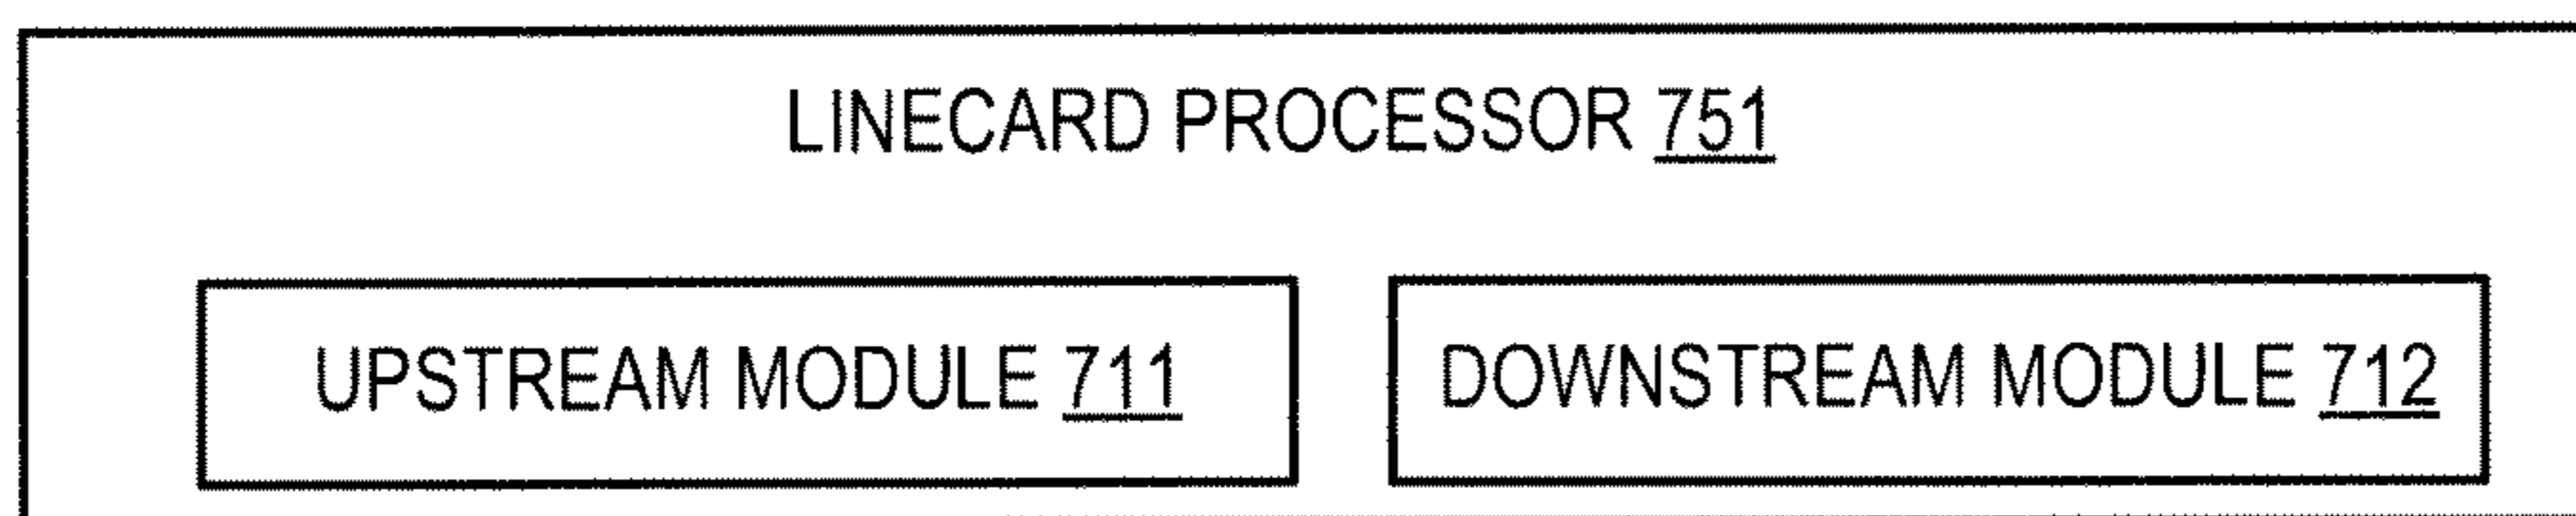 LINECARD PROCESSOR 751
UPSTREAM MODULE 711
DOWNSTREAM MODULE 712